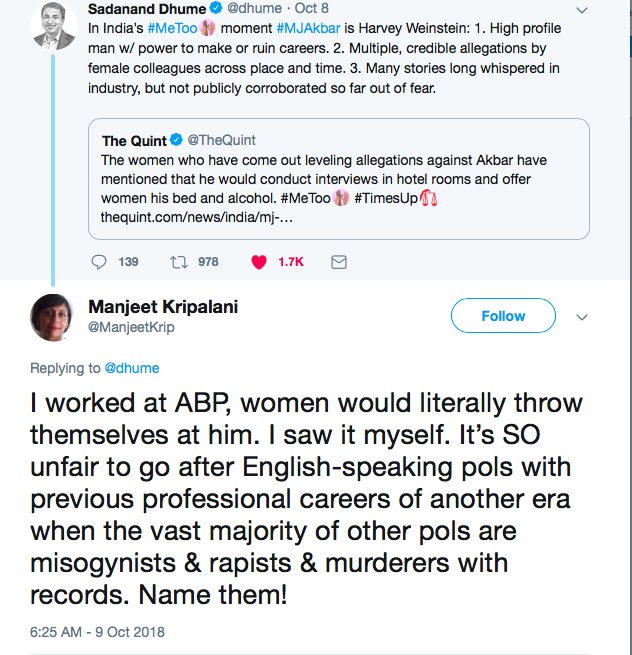 Sadanand Dhume @dhume · Oct 8
In India's #MeToo moment #MJAkbar is Harvey Weinstein: 1. High profile
man w/ power to make or ruin careers. 2. Multiple, credible allegations by
female colleagues across place and time. 3. Many stories long whispered in
industry, but not publicly corroborated so far out of fear.
The Quint @TheQuint
The women who have come out leveling allegations against Akbar have
mentioned that he would conduct interviews in hotel rooms and offer
women his bed and alcohol. #MeToo #TimesUp
thequint.com/news/india/mj-...
139 978 1.7K
Manjeet Kripalani
@ManjeetKrip
Follow
Replying to @dhume
I worked at ABP, women would literally throw
themselves at him. I saw it myself. It's SO
unfair to go after English-speaking pols with
previous professional careers of another era
when the vast majority of other pols are
misogynists & rapists & murderers with
records. Name them!
6:25 AM - 9 Oct 2018